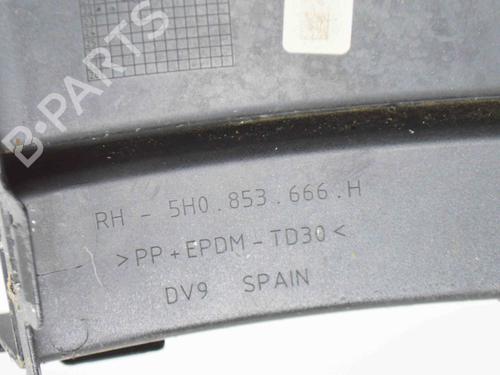 B-PARTS
RH - 5H0.853.666.H
>PP+EPDM-TD30<
DV9 SPAIN